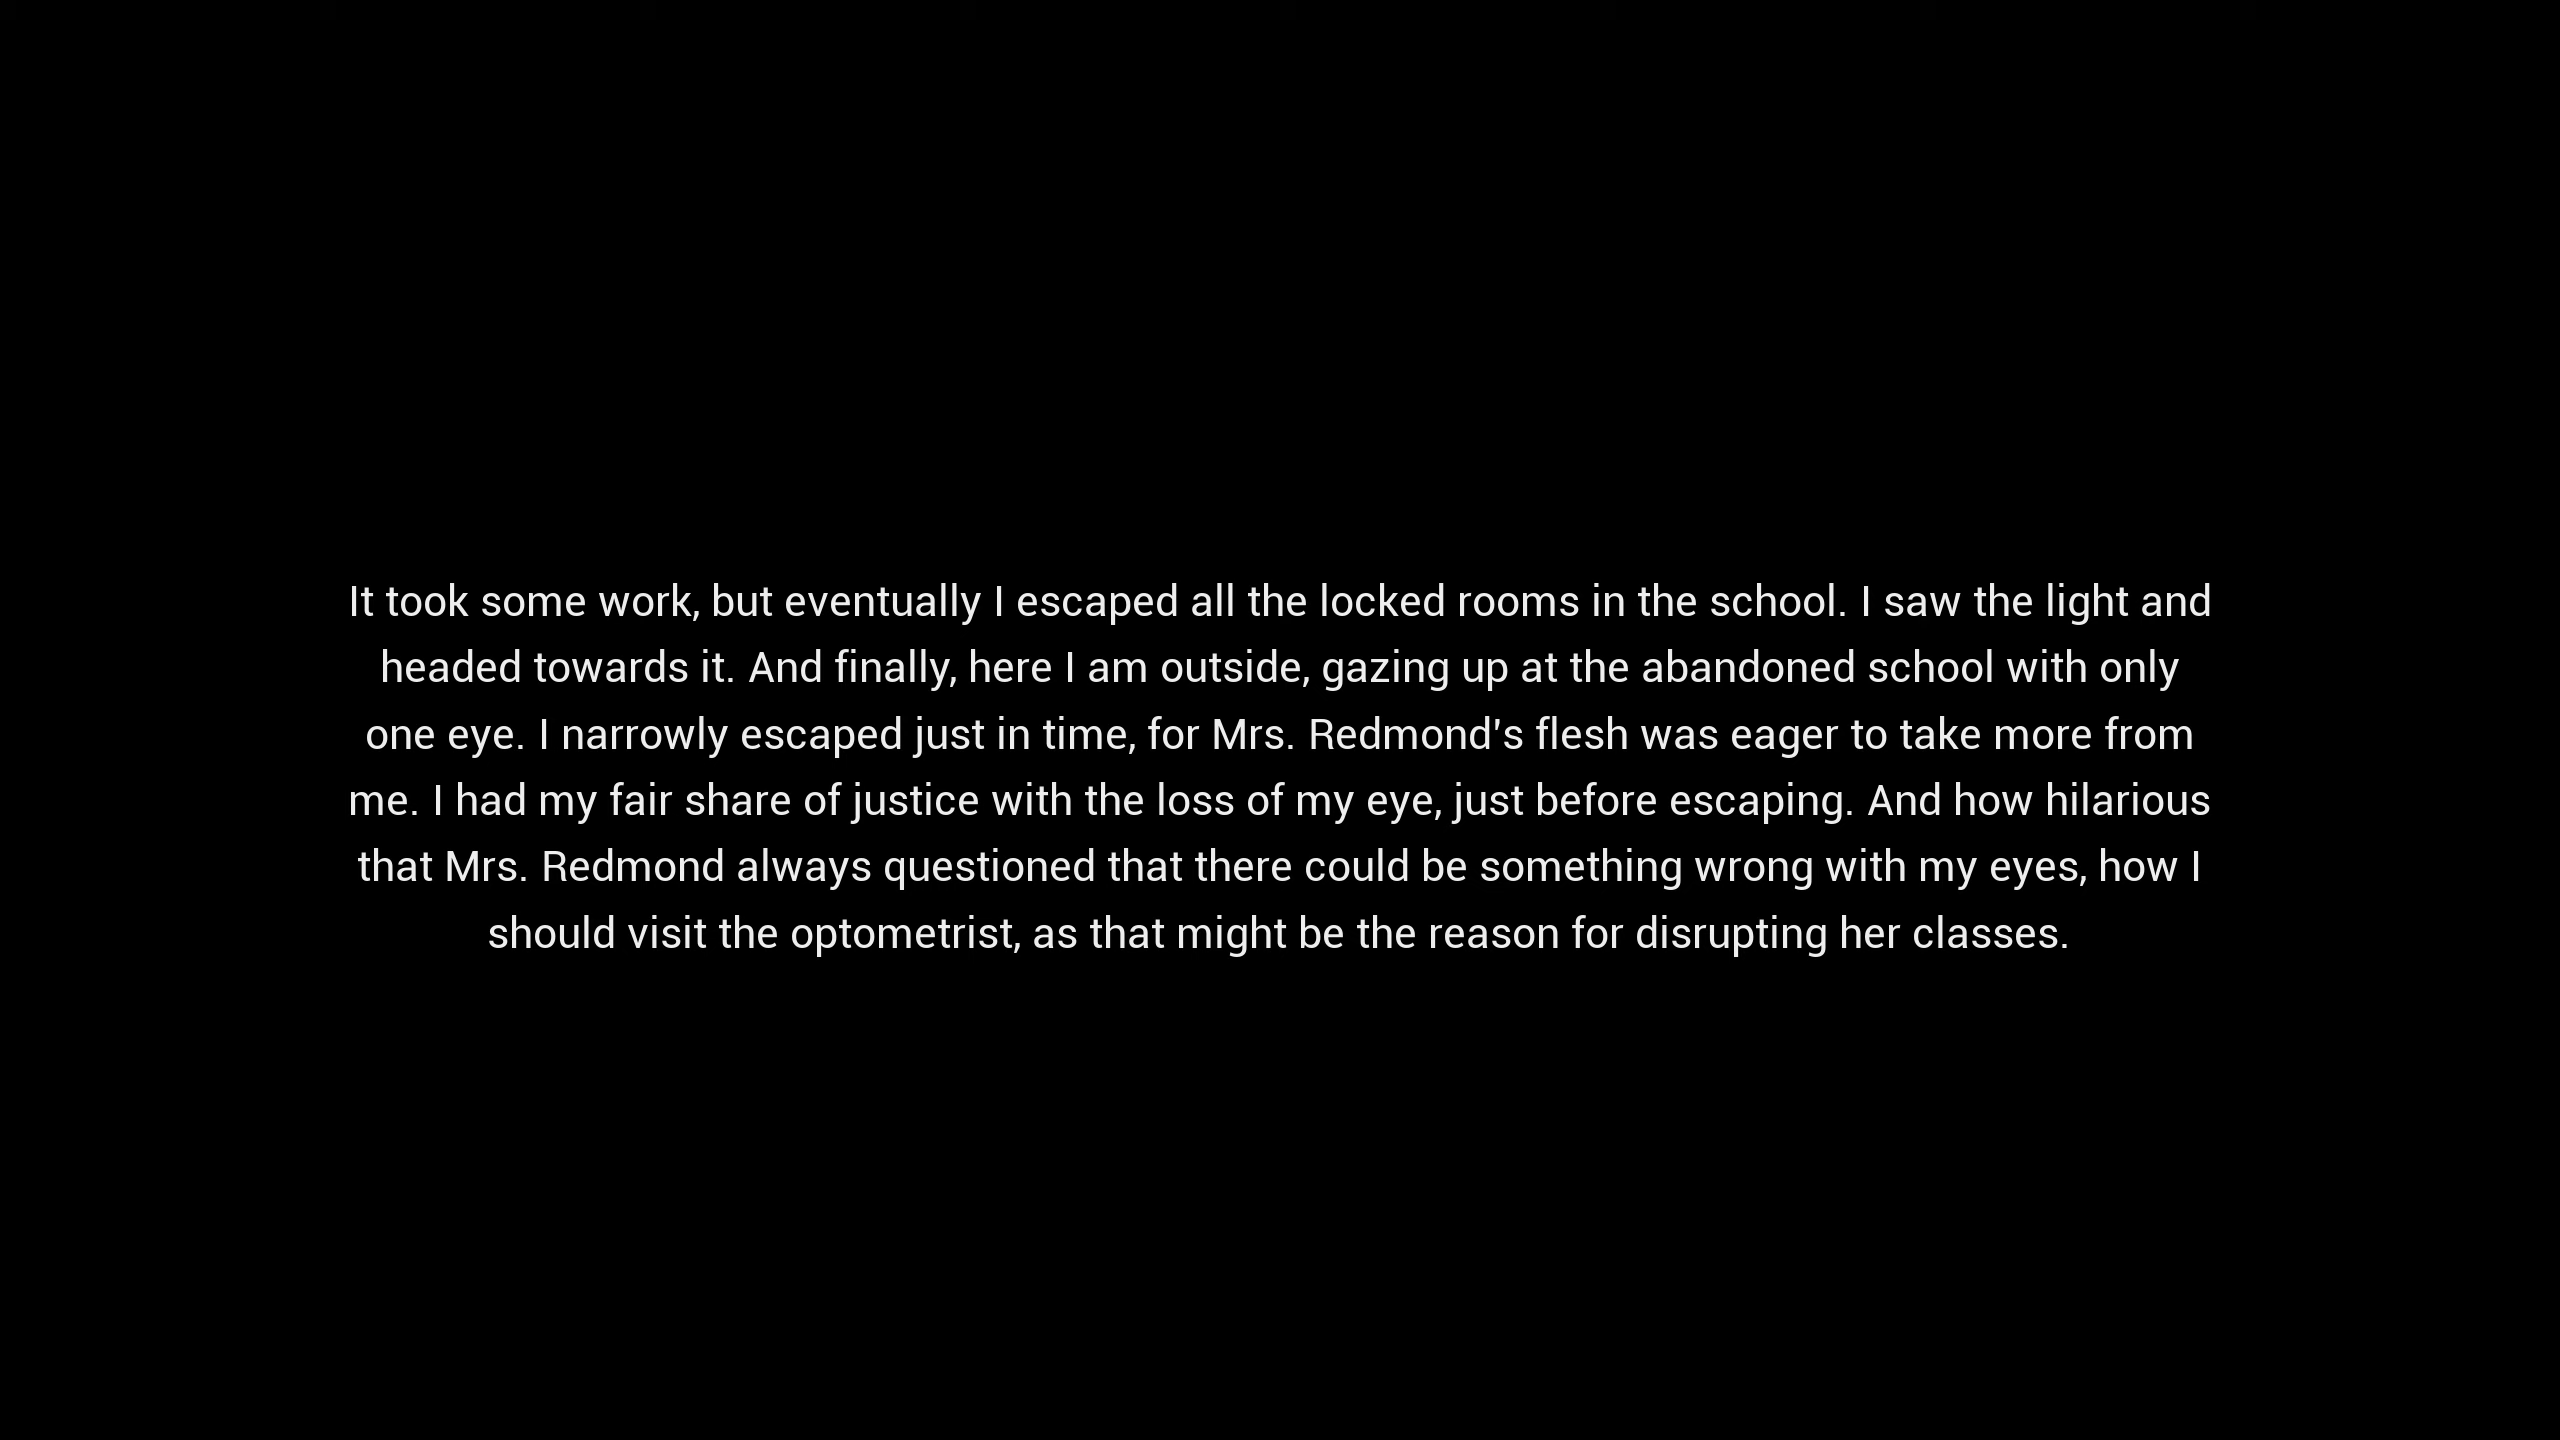 It took some work, but eventually I escaped all the locked rooms in the school. I saw the light and
headed towards it. And finally, here I am outside, gazing up at the abandoned school with only
one eye. I narrowly escaped just in time, for Mrs. Redmond's flesh was eager to take more from
me. I had my fair share of justice with the loss of my eye, just before escaping. And how hilarious
that Mrs. Redmond always questioned that there could be something wrong with my eyes, how I
should visit the optometrist, as that might be the reason for disrupting her classes.